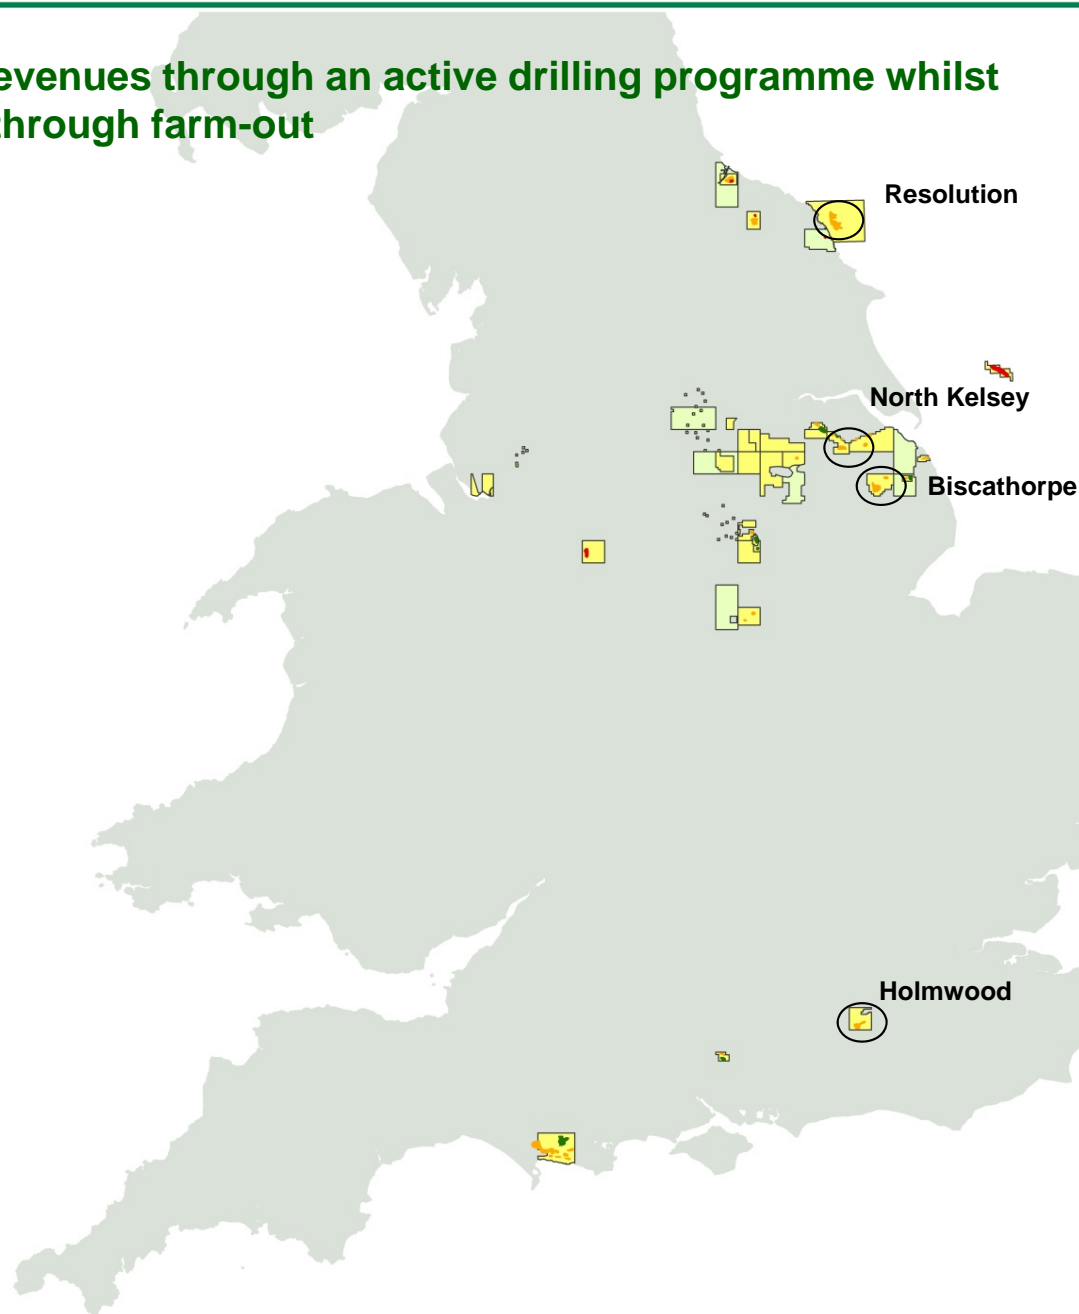 evenues through an active drilling programme whilst
through farm-out
Resolution
North Kelsey
Biscathorpe
Holmwood